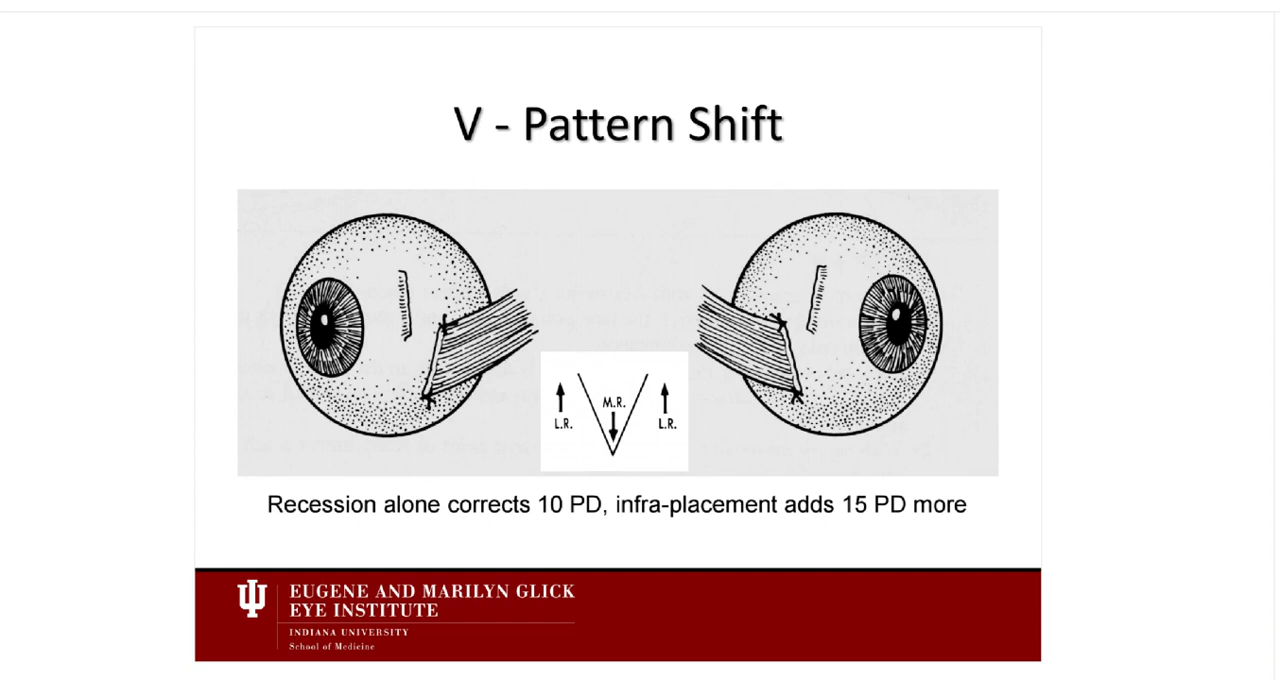 V - Pattern Shift
M.R.
L.R.
L.R.
Recession alone corrects 10 PD, infra-placement adds 15 PD more
EUGENE AND MARILYN GLICK
EYE INSTITUTE
INDIANA UNIVERSITY
School of Medicine